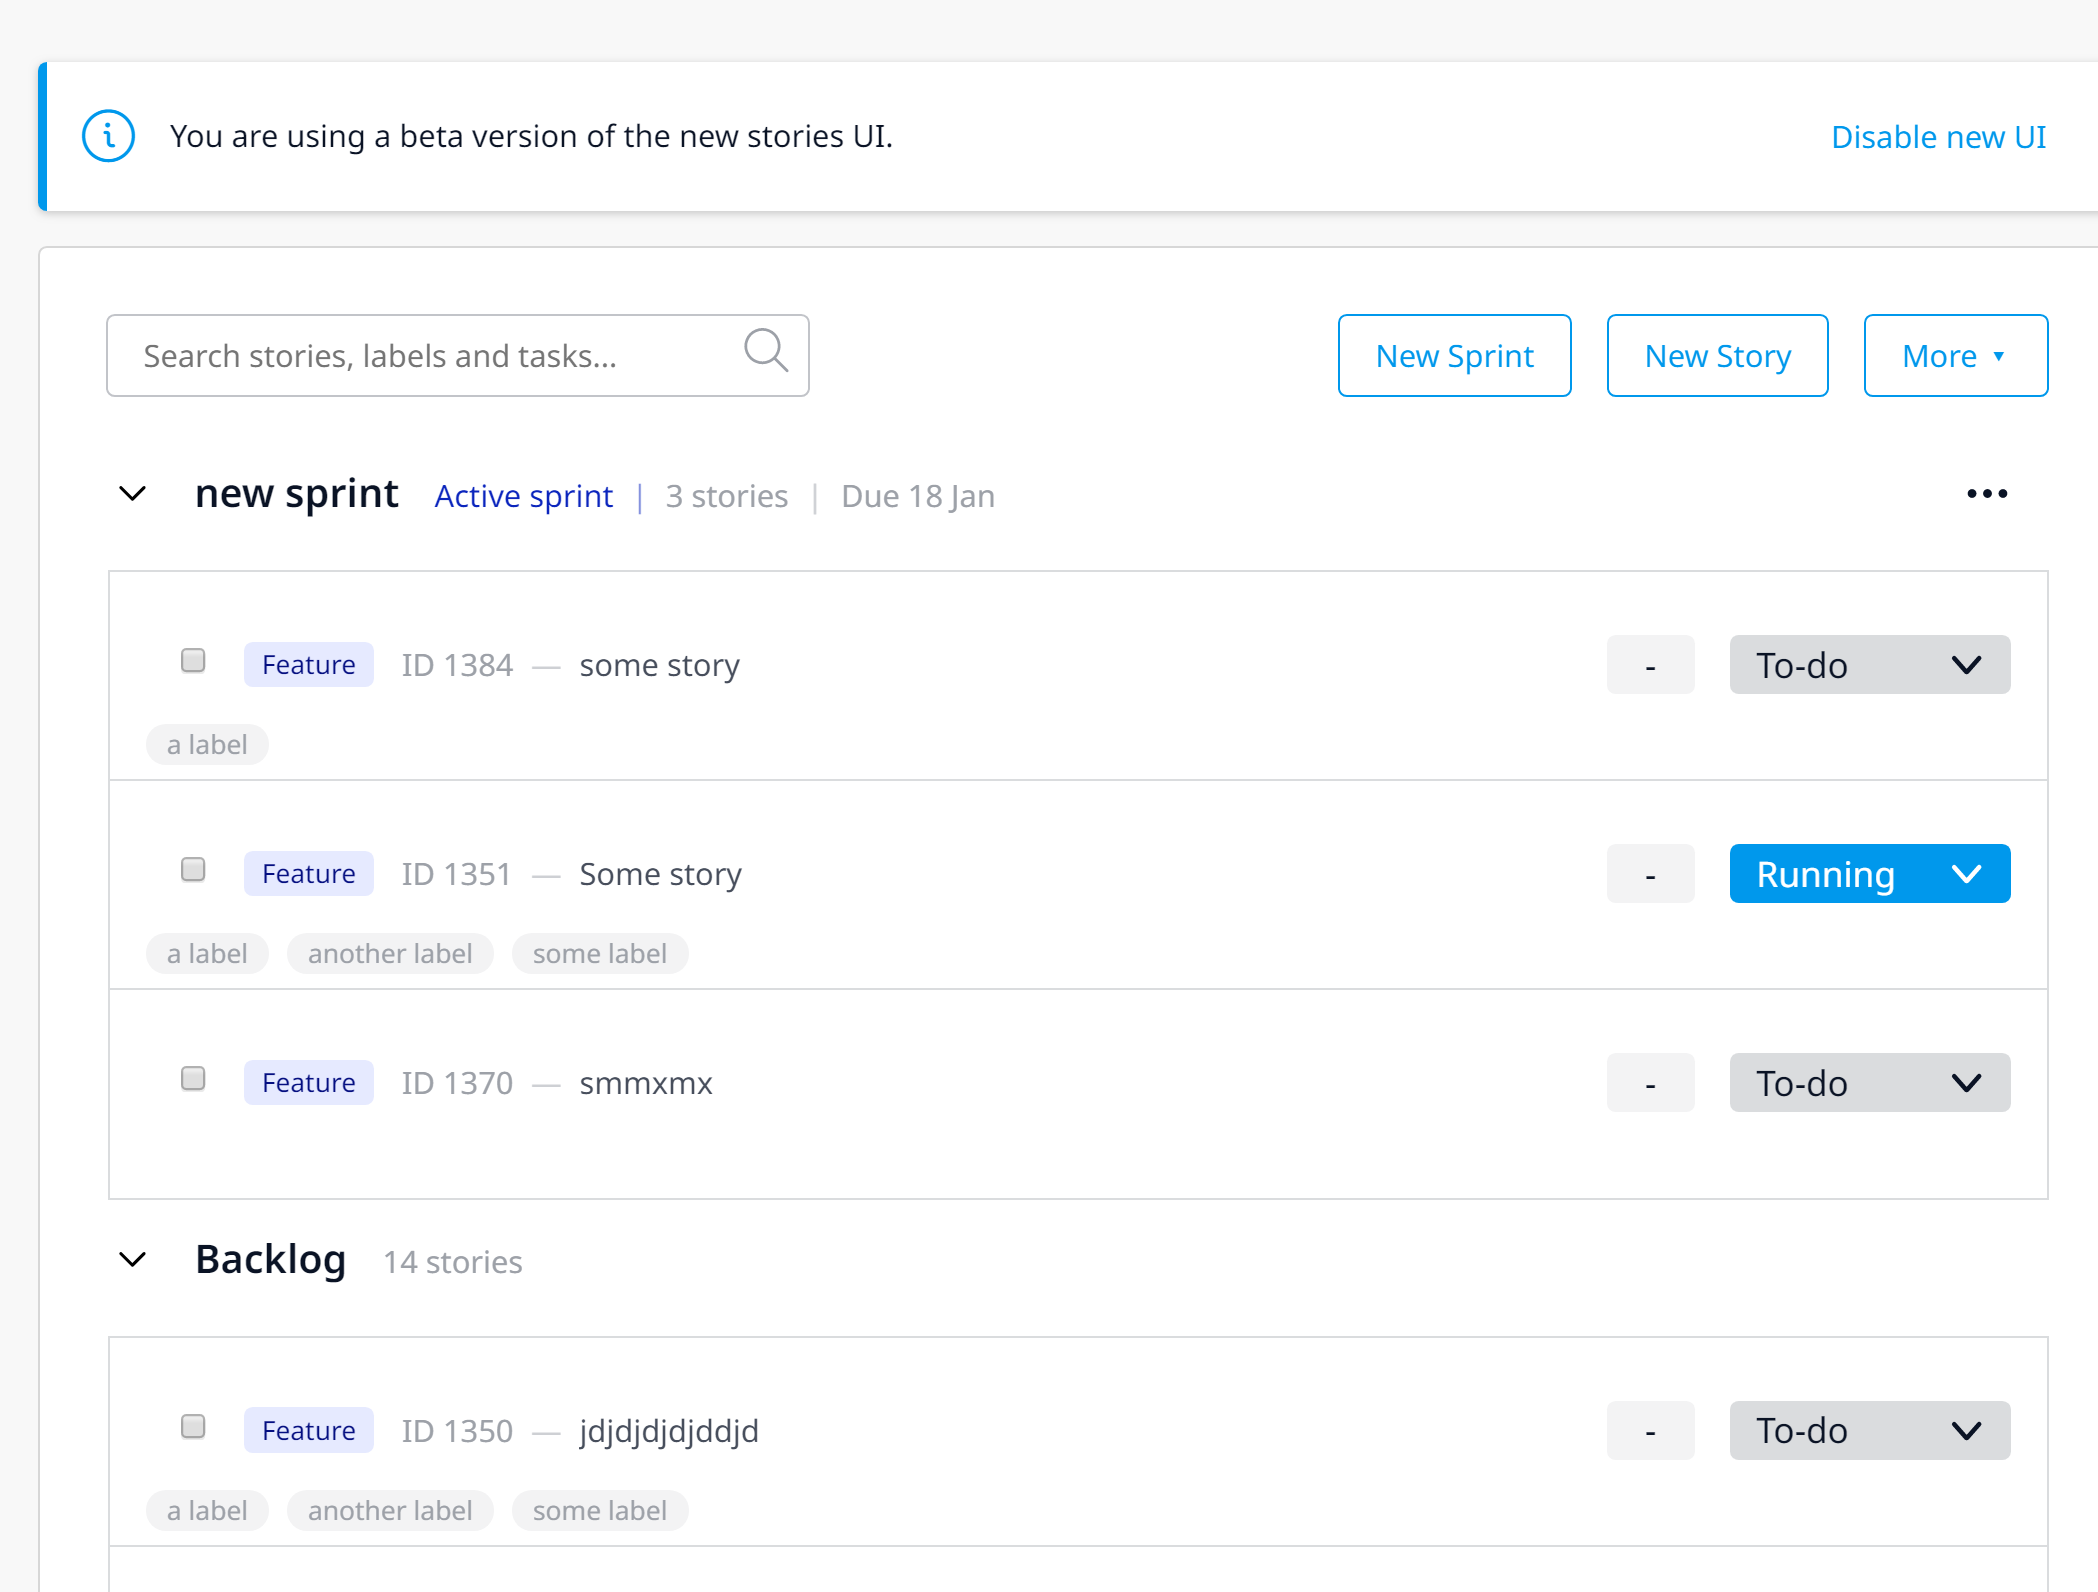 You are using a beta version of the new stories UI.
Disable new UI
Search stories, labels and tasks...
New Sprint
New Story
More ▾
new sprint Active sprint | 3 stories | Due 18 Jan
Feature ID 1384 — some story - To-do
a label
Feature ID 1351 — Some story - Running
a label another label some label
Feature ID 1370 — smmxmx - To-do
Backlog 14 stories
Feature ID 1350 — jdjdjdjdjddjd - To-do
a label another label some label